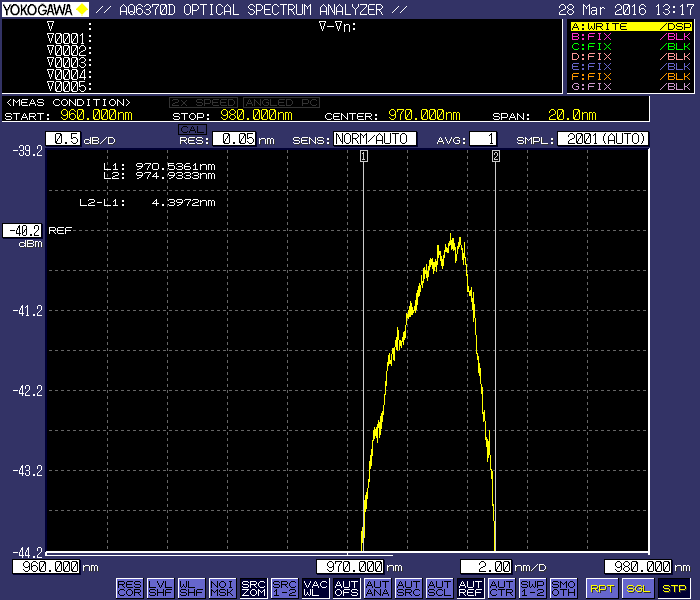 YOKOGAWA // AQ6370D OPTICAL SPECTRUM ANALYZER // 28 Mar 2016 13:17
∇ : ∇-∇n:
∇0001:
∇0002:
∇0003:
∇0004:
∇0005:
A:WRITE /DSP
B:FIX /BLK
C:FIX /BLK
D:FIX /BLK
E:FIX /BLK
F:FIX /BLK
G:FIX /BLK
<MEAS CONDITION> 2X SPEED ANGLED PC
START: 960.000nm STOP: 980.000nm CENTER: 970.000nm SPAN: 20.0nm
CAL
0.5 dB/D RES: 0.05 nm SENS: NORM/AUTO AVG: 1 SMPL: 2001(AUTO)
-39.2
1 2
L1: 970.5361nm
L2: 974.9333nm
L2-L1: 4.3972nm
-40.2 REF
dBm
-41.2
-42.2
-43.2
-44.2
960.000 nm 970.000 nm 2.00 nm/D 980.000 nm
RES COR LVL SHF WL SHF NOI MSK SRC ZOM SRC 1-2 VAC WL AUT OFS AUT ANA AUT SRC AUT SCL AUT REF AUT CTR SWP 1-2 SMO OTH RPT SGL STP